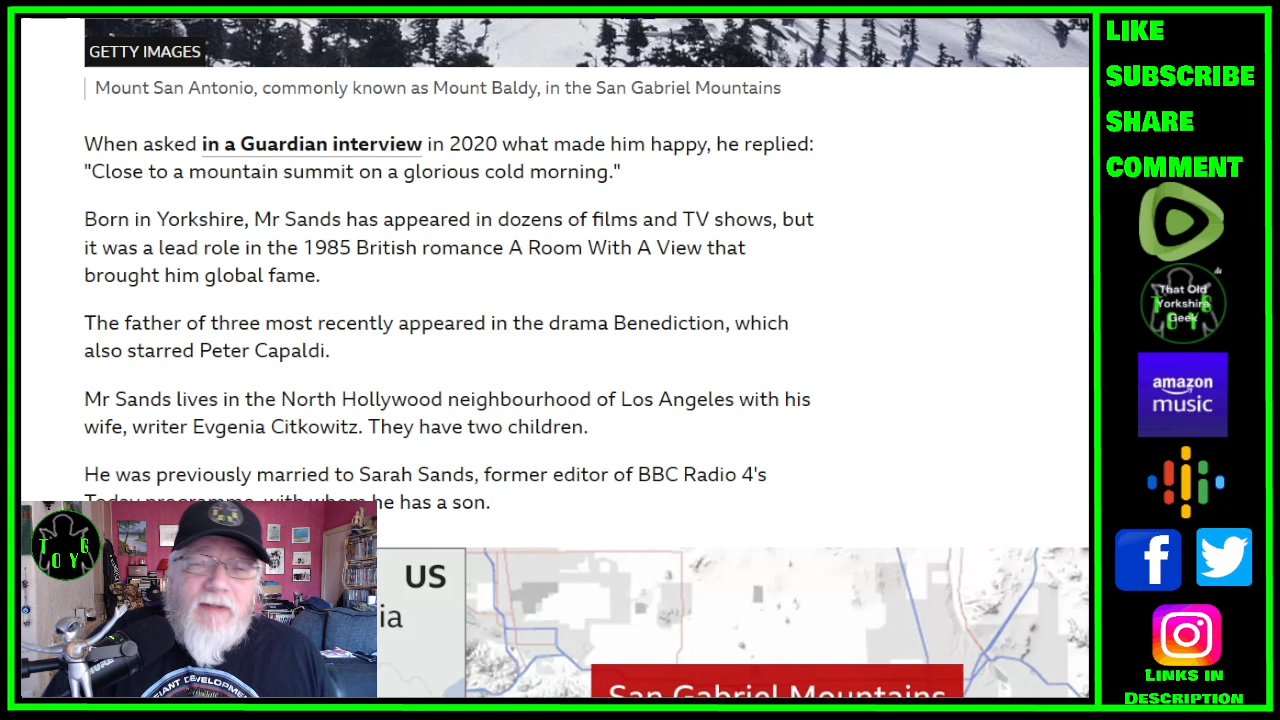 GETTY IMAGES
Mount San Antonio, commonly known as Mount Baldy, in the San Gabriel Mountains
When asked in a Guardian interview in 2020 what made him happy, he replied:
"Close to a mountain summit on a glorious cold morning."
Born in Yorkshire, Mr Sands has appeared in dozens of films and TV shows, but
it was a lead role in the 1985 British romance A Room With A View that
brought him global fame.
The father of three most recently appeared in the drama Benediction, which
also starred Peter Capaldi.
Mr Sands lives in the North Hollywood neighbourhood of Los Angeles with his
wife, writer Evgenia Citkowitz. They have two children.
He was previously married to Sarah Sands, former editor of BBC Radio 4's
Today programme, with whom he has a son.
US
ia
San Gabriel Mountains
T G
O Y
DEVELOPMEN
LIKE
SUBSCRIBE
SHARE
COMMENT
That Old
Yorkshire
Geek
amazon
music
Links in
Description